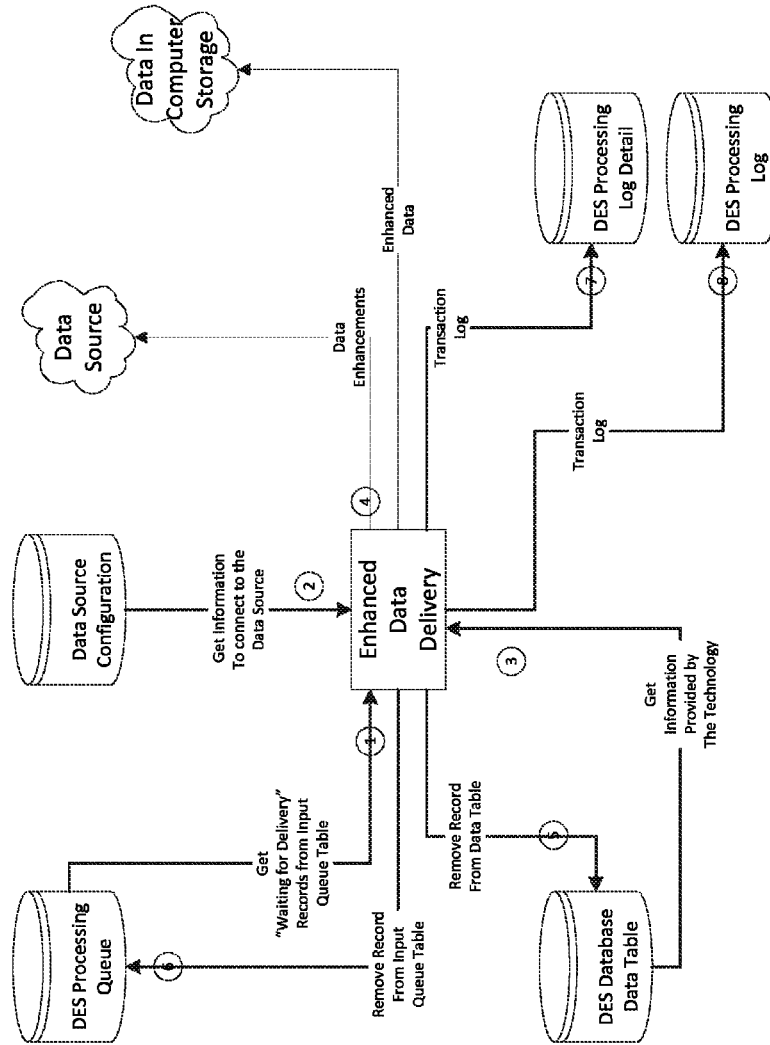 DES Processing
Queue
Data Source
Configuration
Data
Source
Data In
Computer
Storage
Get
"Waiting for Delivery"
Records from Input
Queue Table
Get Information
To connect to the
Data Source
6
Remove Record
From Input
Queue Table
1
2
Enhanced
Data
Delivery
4
Data
Enhancements
Enhanced
Data
Remove Record
From Data Table
5
3
Get
Information
Provided by
The Technology
DES Database
Data Table
Transaction
Log
7
DES Processing
Log Detail
Transaction
Log
8
DES Processing
Log